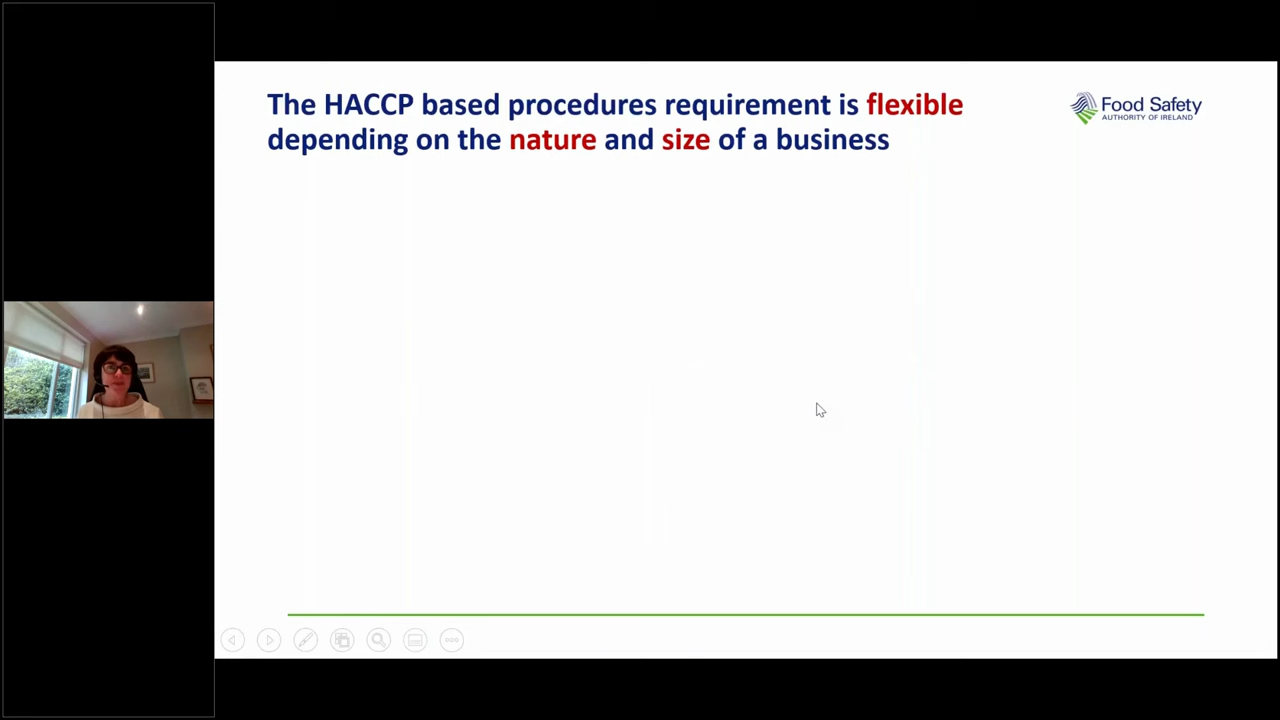 The HACCP based procedures requirement is flexible
depending on the nature and size of a business
Food Safety
AUTHORITY OF IRELAND